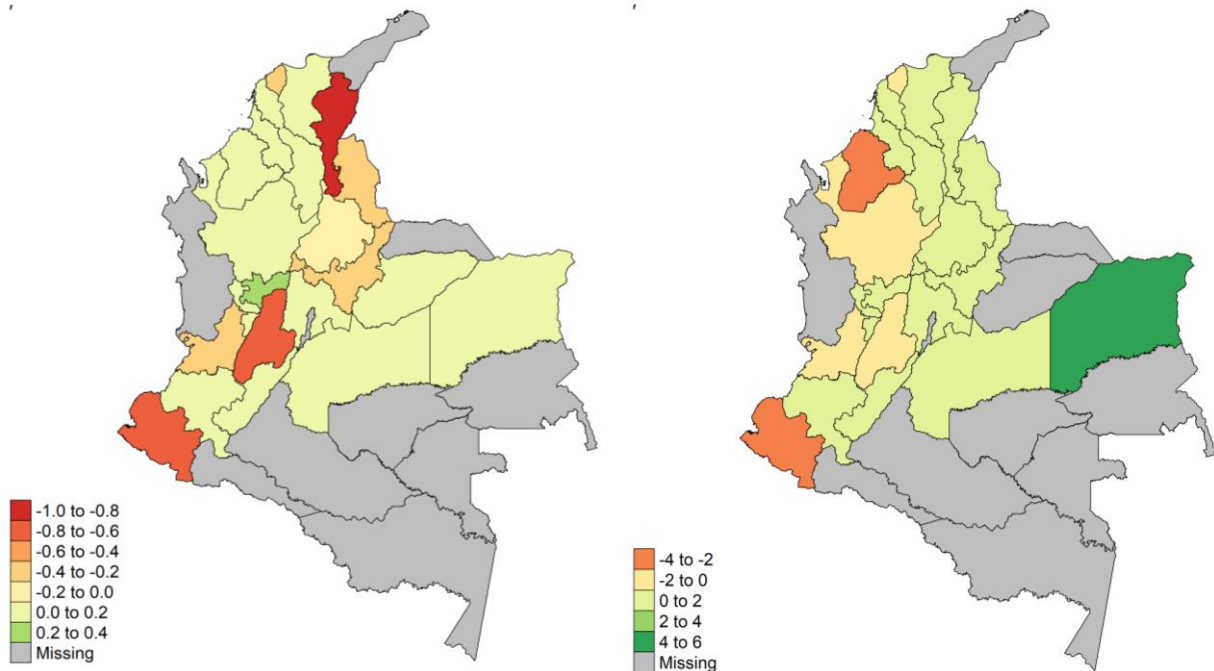 -1.0 to -0.8
-0.8 to -0.6
-0.6 to -0.4
-0.4 to -0.2
-0.2 to 0.0
0.0 to 0.2
0.2 to 0.4
Missing
-4 to -2
-2 to 0
0 to 2
2 to 4
4 to 6
Missing